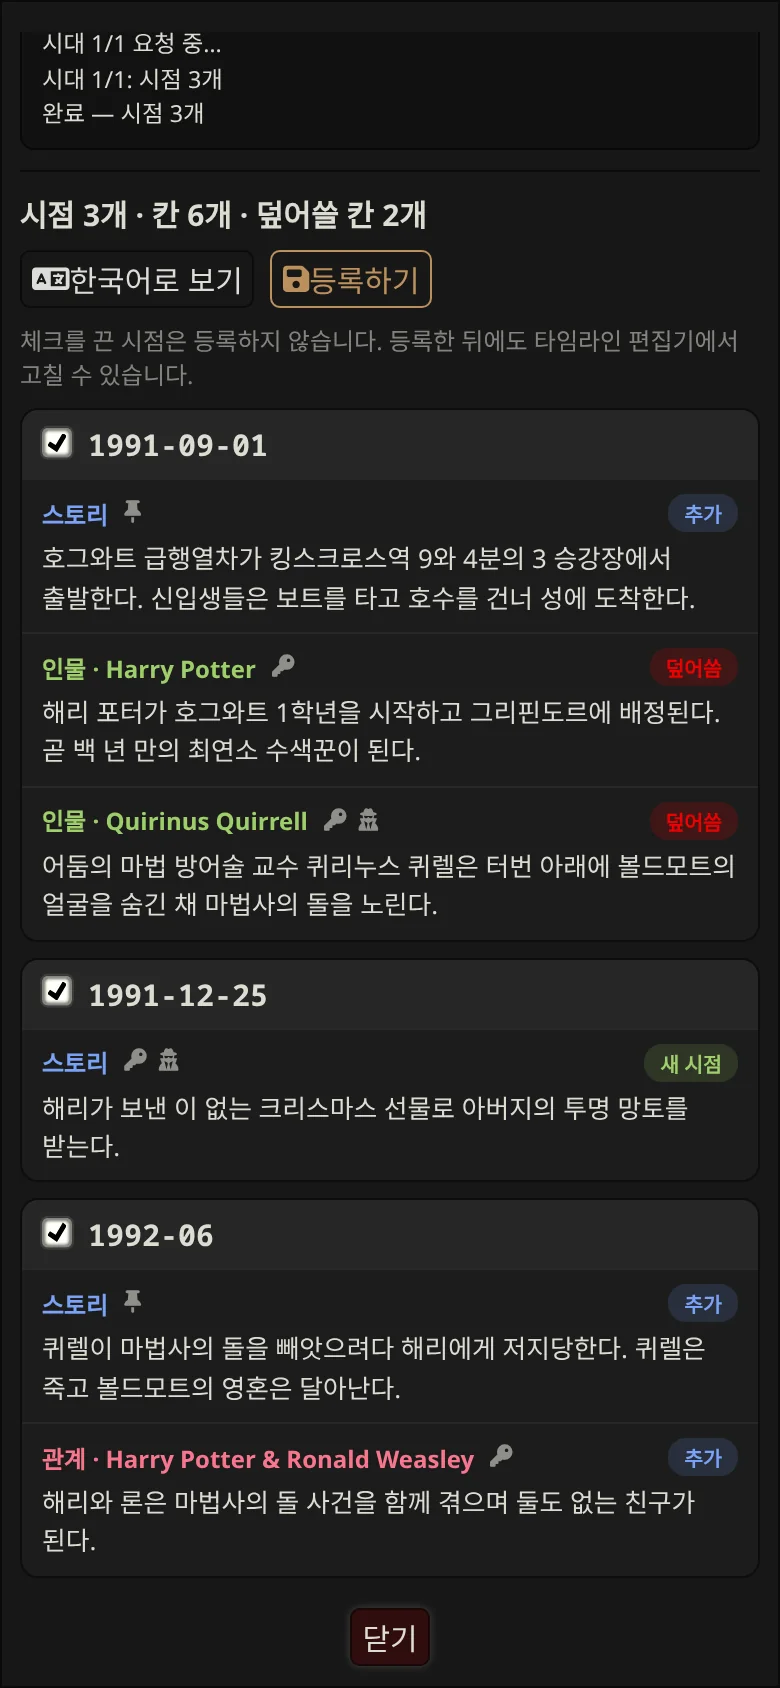 시대 1/1 요청 중...
시대 1/1: 시점 3개
완료 — 시점 3개
시점 3개 · 칸 6개 · 덮어쓸 칸 2개
한국어로 보기 등록하기
체크를 끈 시점은 등록하지 않습니다. 등록한 뒤에도 타임라인 편집기에서
고칠 수 있습니다.
1991-09-01
스토리 추가
호그와트 급행열차가 킹스크로스역 9와 4분의 3 승강장에서
출발한다. 신입생들은 보트를 타고 호수를 건너 성에 도착한다.
인물 · Harry Potter 덮어씀
해리 포터가 호그와트 1학년을 시작하고 그리핀도르에 배정된다.
곧 백 년 만의 최연소 수색꾼이 된다.
인물 · Quirinus Quirrell 덮어씀
어둠의 마법 방어술 교수 퀴리누스 퀴렐은 터번 아래에 볼드모트의
얼굴을 숨긴 채 마법사의 돌을 노린다.
1991-12-25
스토리 새 시점
해리가 보낸 이 없는 크리스마스 선물로 아버지의 투명 망토를
받는다.
1992-06
스토리 추가
퀴렐이 마법사의 돌을 빼앗으려다 해리에게 저지당한다. 퀴렐은
죽고 볼드모트의 영혼은 달아난다.
관계 · Harry Potter & Ronald Weasley 추가
해리와 론은 마법사의 돌 사건을 함께 겪으며 둘도 없는 친구가
된다.
닫기